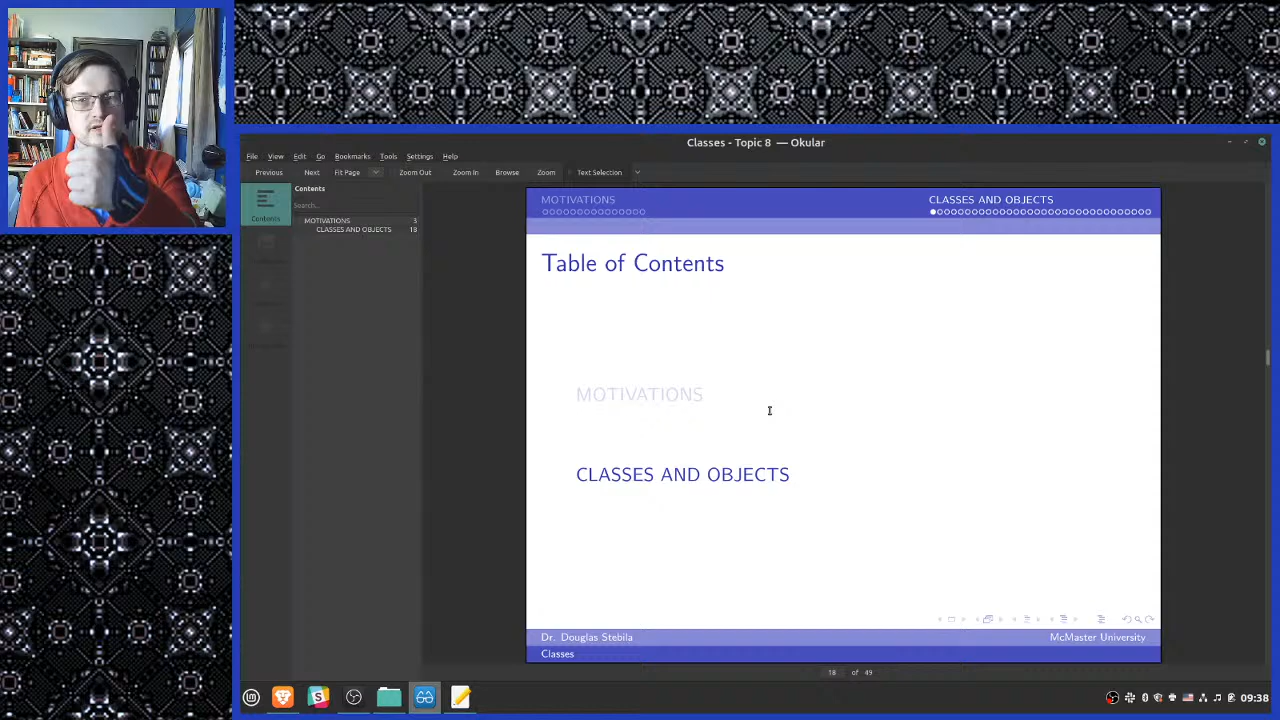 Classes - Topic 8 — Okular
File View Edit Go Bookmarks Tools Settings Help
Previous Next Fit Page Zoom Out Zoom In Browse Zoom Text Selection
Contents
Contents
Search...
MOTIVATIONS 3
CLASSES AND OBJECTS 18
MOTIVATIONS CLASSES AND OBJECTS
Table of Contents
MOTIVATIONS
CLASSES AND OBJECTS
Dr. Douglas Stebila McMaster University
Classes
18 of 49
09:38